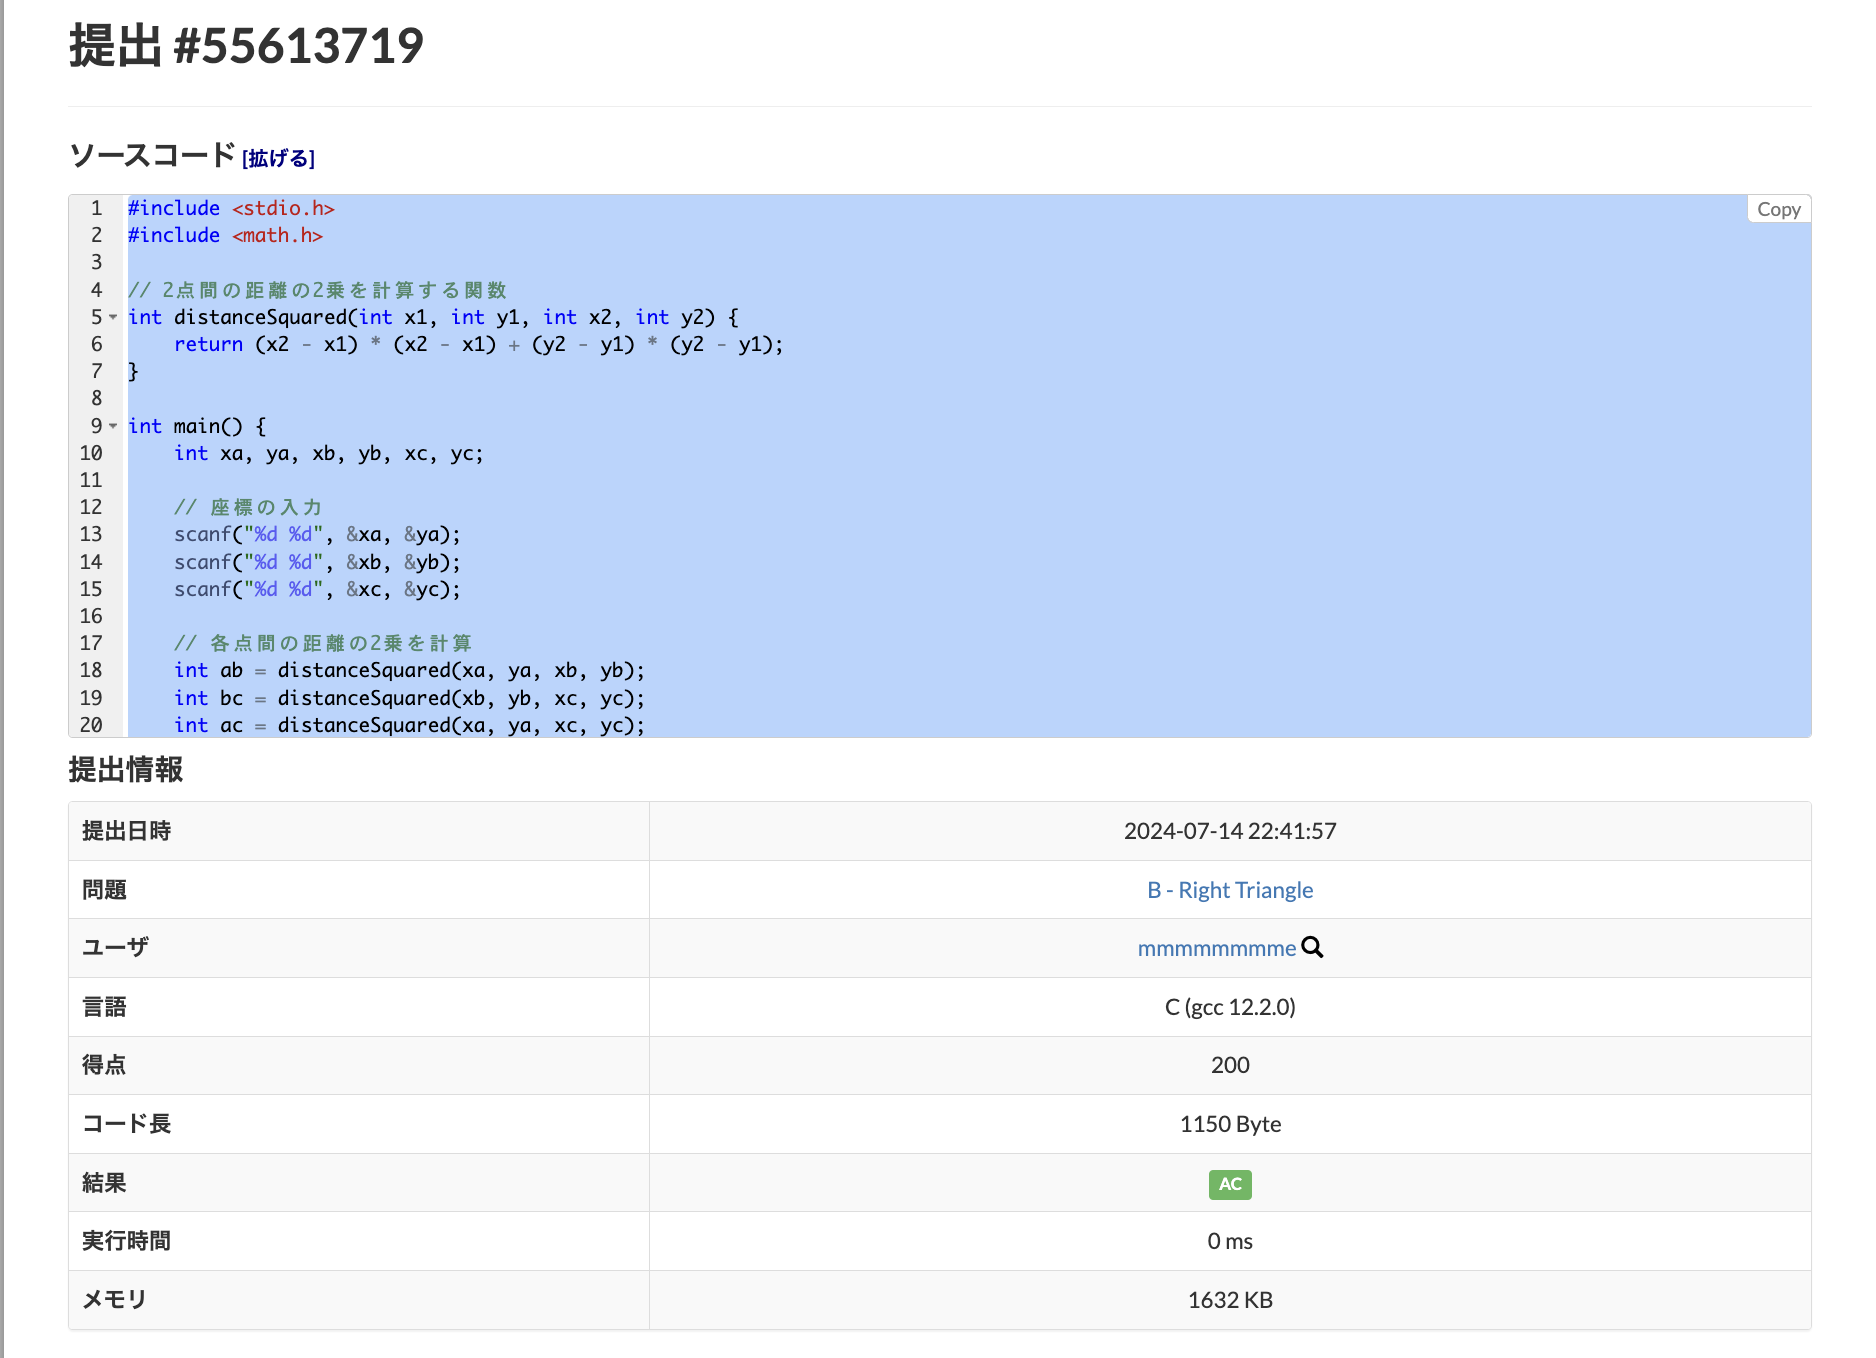 提出 #55613719
ソースコード [拡げる]
Copy
1 #include <stdio.h>
2 #include <math.h>
3
4 // 2点間の距離の2乗を計算する関数
5 int distanceSquared(int x1, int y1, int x2, int y2) {
6     return (x2 - x1) * (x2 - x1) + (y2 - y1) * (y2 - y1);
7 }
8
9 int main() {
10     int xa, ya, xb, yb, xc, yc;
11
12     // 座標の入力
13     scanf("%d %d", &xa, &ya);
14     scanf("%d %d", &xb, &yb);
15     scanf("%d %d", &xc, &yc);
16
17     // 各点間の距離の2乗を計算
18     int ab = distanceSquared(xa, ya, xb, yb);
19     int bc = distanceSquared(xb, yb, xc, yc);
20     int ac = distanceSquared(xa, ya, xc, yc);
提出情報
提出日時 2024-07-14 22:41:57
問題 B - Right Triangle
ユーザ mmmmmmmme
言語 C (gcc 12.2.0)
得点 200
コード長 1150 Byte
結果 AC
実行時間 0 ms
メモリ 1632 KB